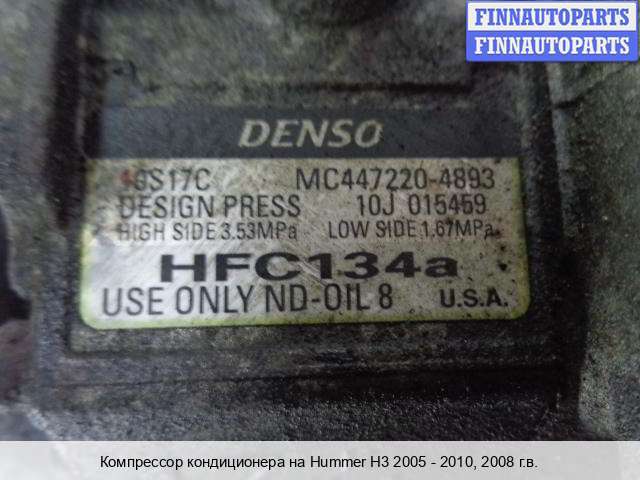 FINNAUTOPARTS
FINNAUTOPARTS
DENSO
MC447220-4893
DESIGN PRESS 10J 015459
HIGH SIDE 3.53MPa LOW SIDE 1.67MPa
HFC134a
USE ONLY ND-OIL 8 U.S.A.
Компрессор кондиционера на Hummer H3 2005 - 2010, 2008 г.в.